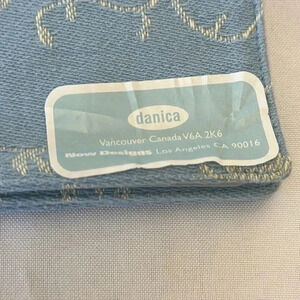 danica
Vancouver Canada V6A 2K6
Now Designs Los Angeles CA 90016